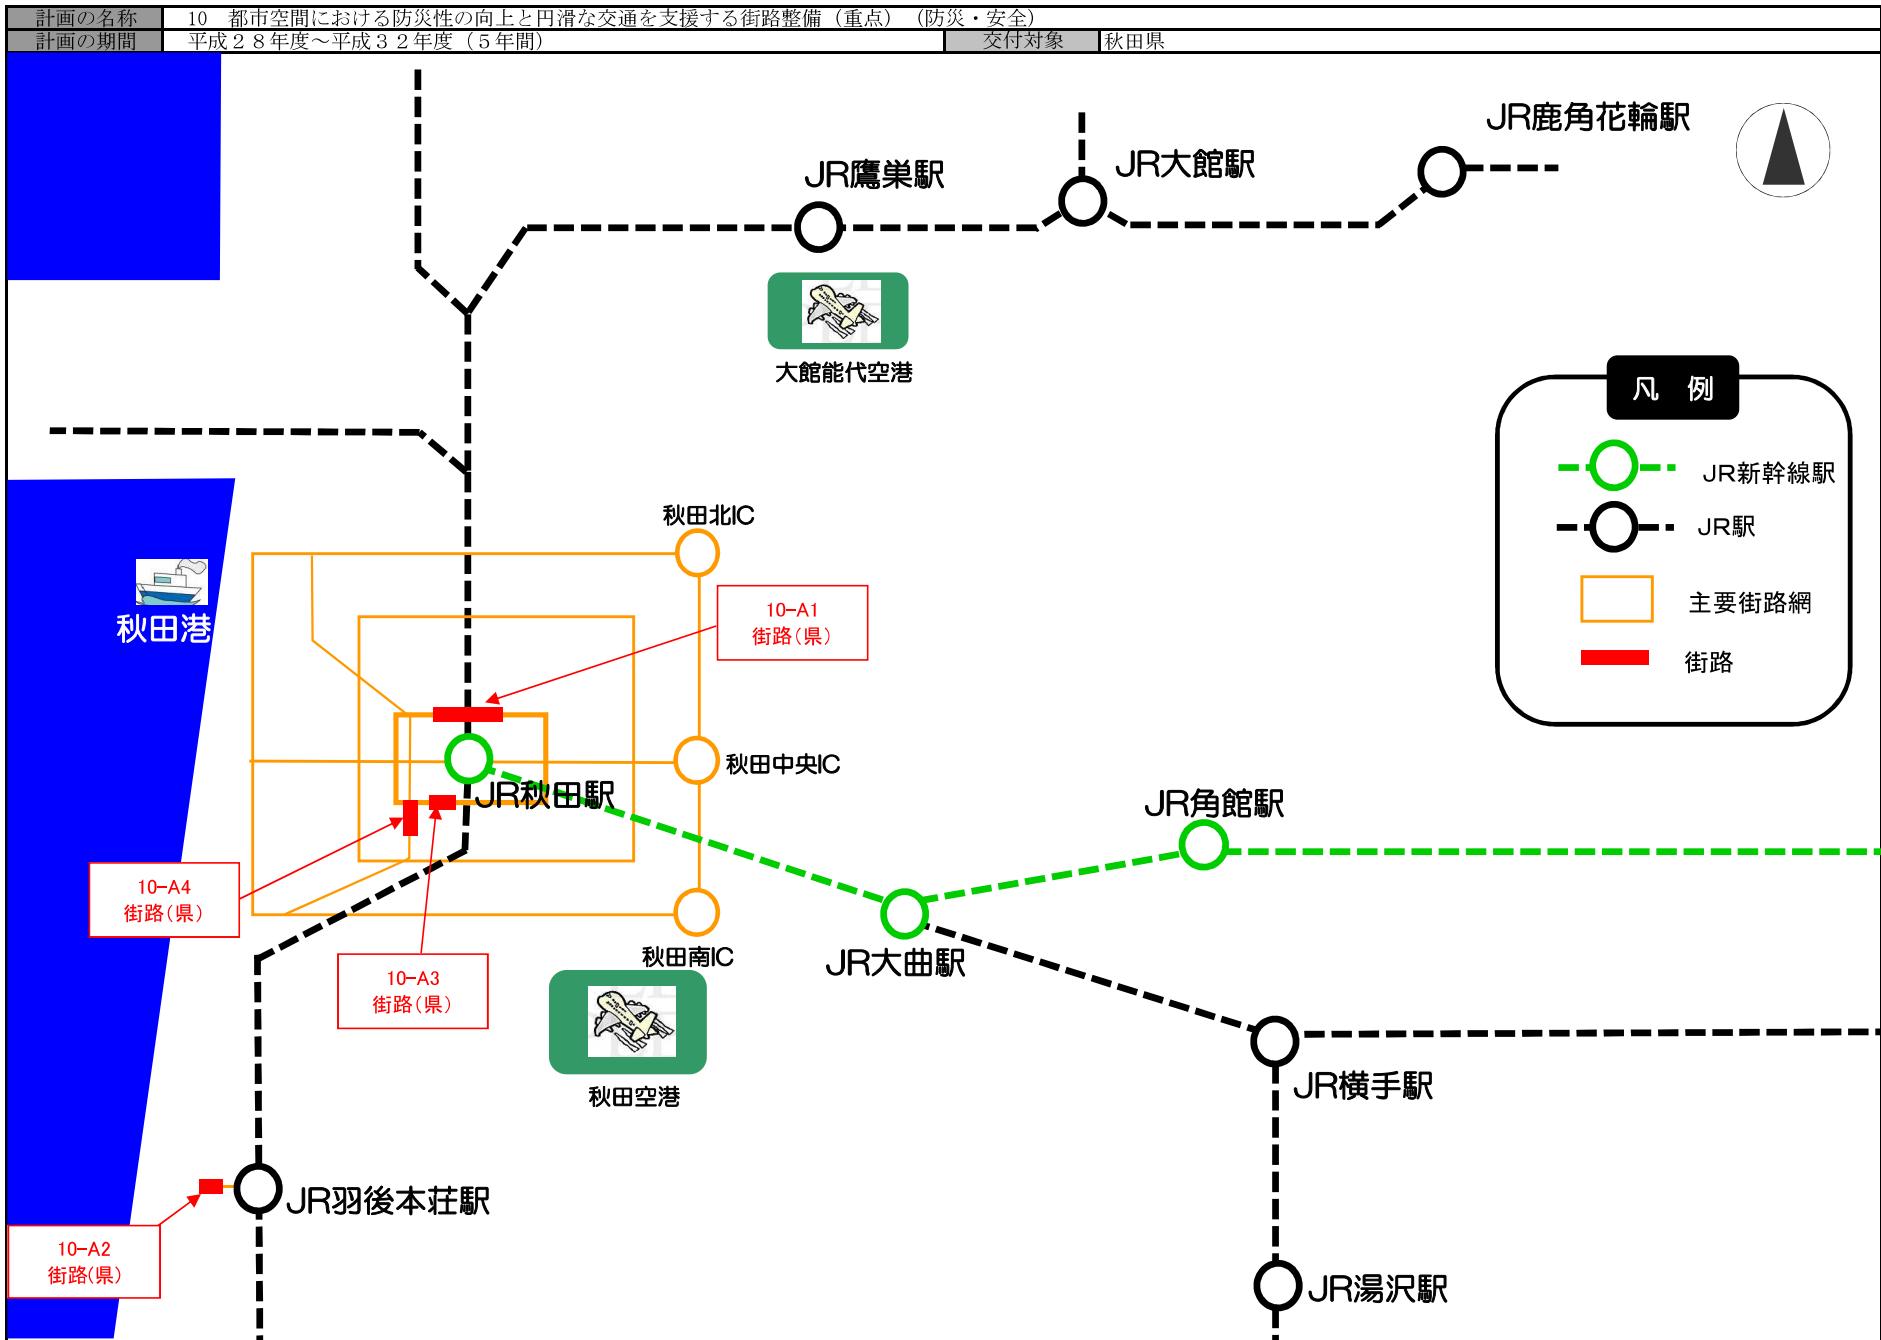 計画の名称
10　都市空間における防災性の向上と円滑な交通を支援する街路整備（重点）（防災・安全）
計画の期間
平成２８年度～平成３２年度（５年間）
交付対象
秋田県
JR鹿角花輪駅
JR大館駅
JR鷹巣駅
大館能代空港
凡　例
JR新幹線駅
JR駅
主要街路網
街路
秋田北IC
10-A1
街路(県)
秋田港
秋田中央IC
JR秋田駅
JR角館駅
10-A4
街路(県)
秋田南IC
JR大曲駅
10-A3
街路(県)
秋田空港
JR横手駅
JR羽後本荘駅
10-A2
街路(県)
JR湯沢駅